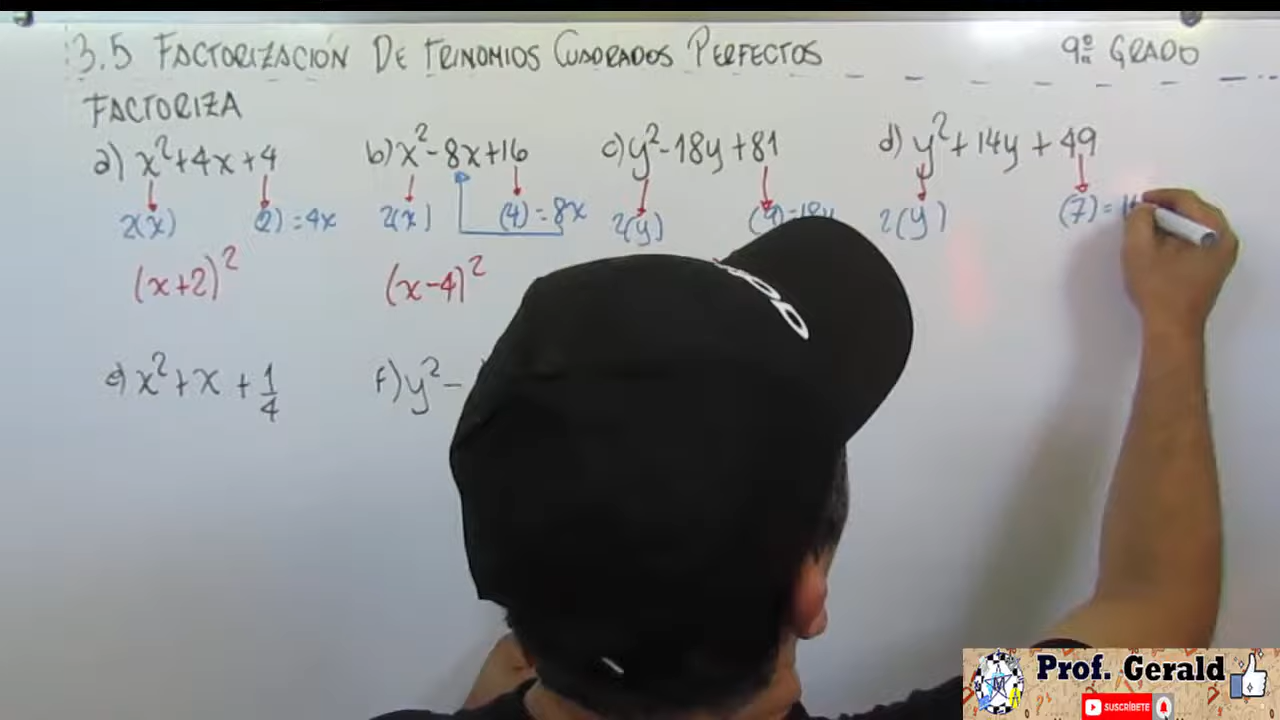 3.5 FACTORIZACIÓN DE TRINOMIOS CUADRADOS PERFECTOS 9º GRADO
FACTORIZA
a) x²+4x+4 b) x²-8x+16 c) y²-18y+81 d) y²+14y+49
2(x) (2)=4x 2(x) (4)=8x 2(y) (9)=18y 2(y) (7)=
(x+2)² (x-4)²
e) x²+x+1/4 f) y²-
Prof. Gerald
SUSCRÍBETE